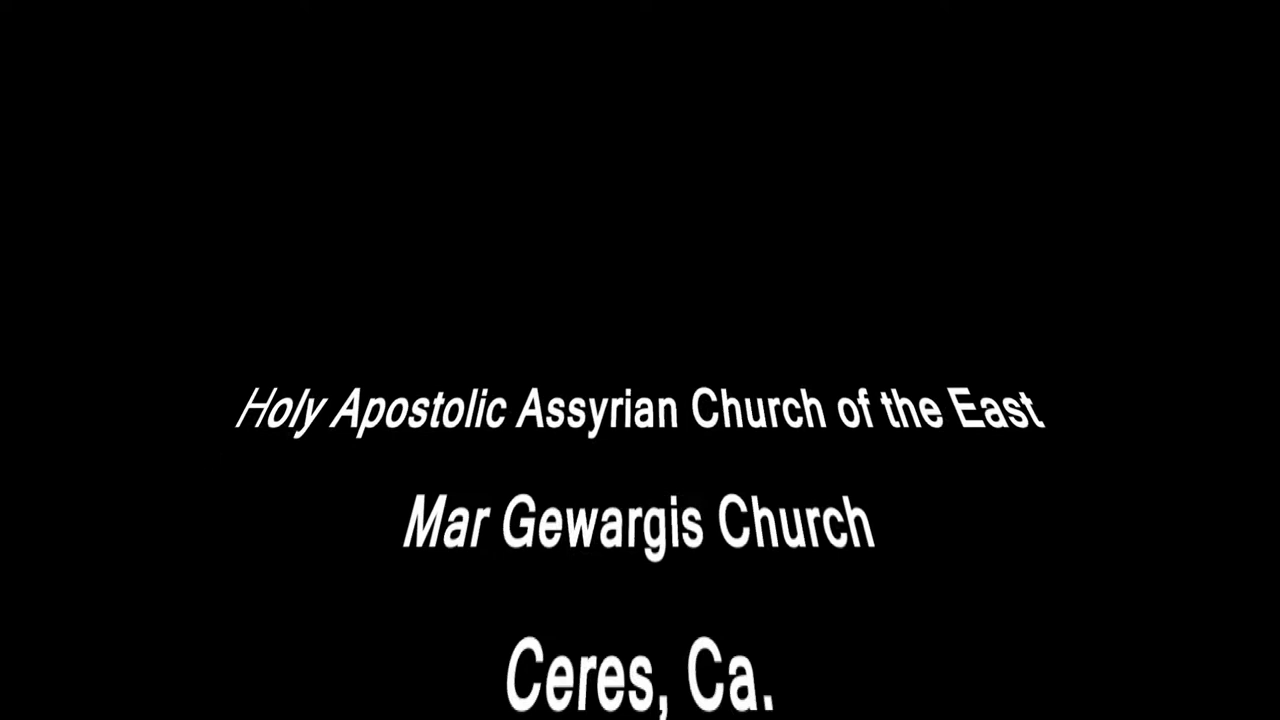 Holy Apostolic Assyrian Church of the East
Mar Gewargis Church
Ceres, Ca.